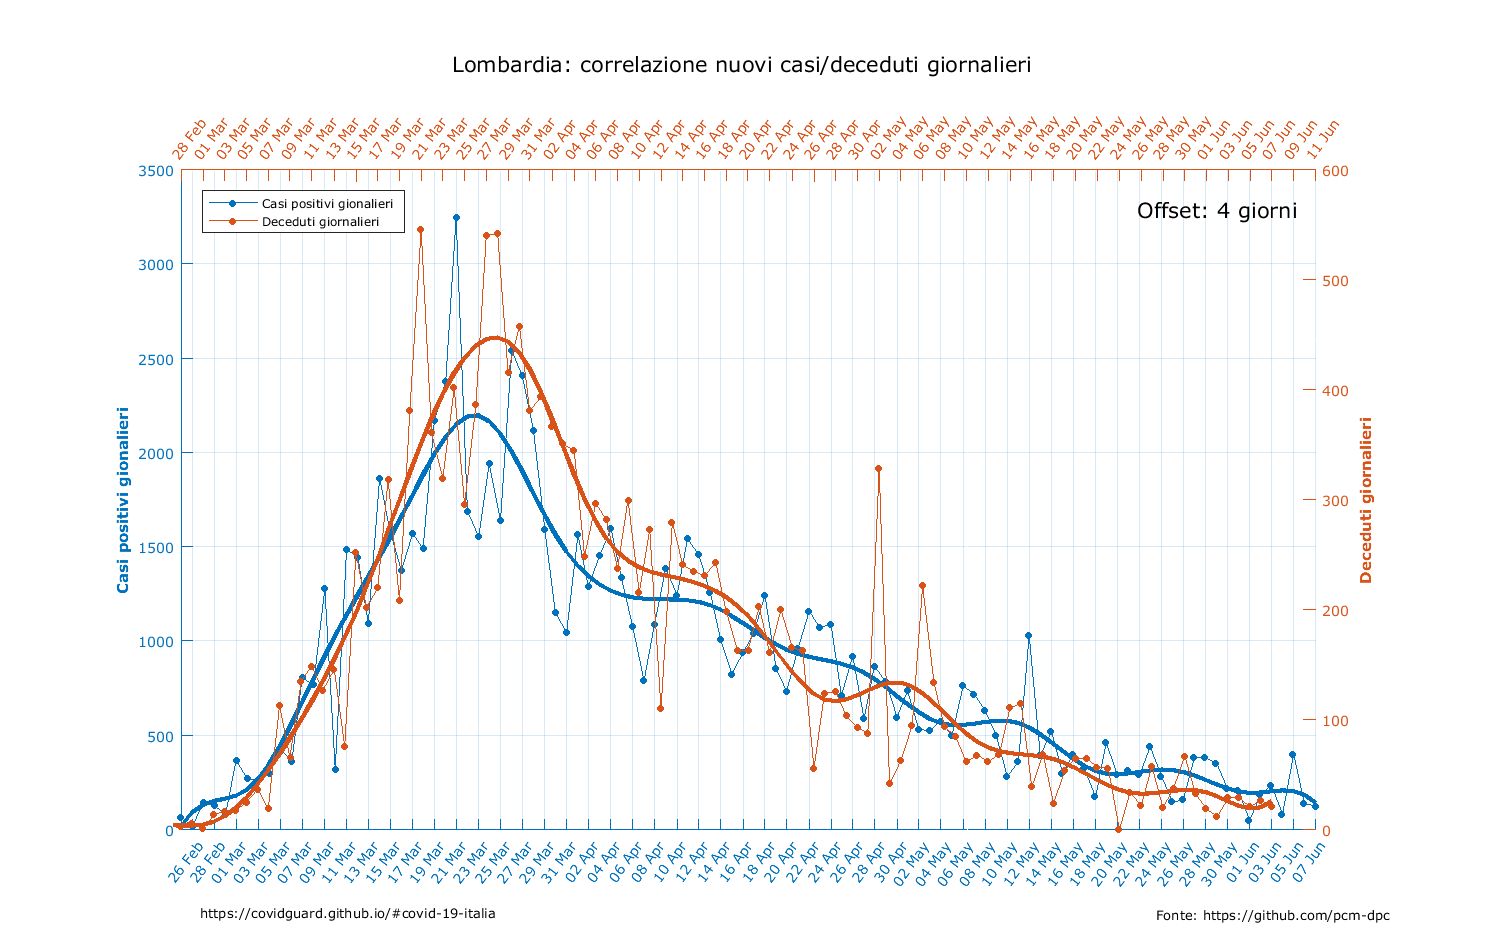 Lombardia: correlazione nuovi casi/deceduti giornalieri
28 Feb 01 Mar 03 Mar 05 Mar 07 Mar 09 Mar 11 Mar 13 Mar 15 Mar 17 Mar 19 Mar 21 Mar 23 Mar 25 Mar 27 Mar 29 Mar 31 Mar 02 Apr 04 Apr 06 Apr 08 Apr 10 Apr 12 Apr 14 Apr 16 Apr 18 Apr 20 Apr 22 Apr 24 Apr 26 Apr 28 Apr 30 Apr 02 May 04 May 06 May 08 May 10 May 12 May 14 May 16 May 18 May 20 May 22 May 24 May 26 May 28 May 30 May 01 Jun 03 Jun 05 Jun 07 Jun 09 Jun 11 Jun
3500
3000
2500
2000
1500
1000
500
0
Casi positivi gionalieri
Casi positivi gionalieri
Deceduti giornalieri
Offset: 4 giorni
600
500
400
300
200
100
0
Deceduti giornalieri
26 Feb 28 Feb 01 Mar 03 Mar 05 Mar 07 Mar 09 Mar 11 Mar 13 Mar 15 Mar 17 Mar 19 Mar 21 Mar 23 Mar 25 Mar 27 Mar 29 Mar 31 Mar 02 Apr 04 Apr 06 Apr 08 Apr 10 Apr 12 Apr 14 Apr 16 Apr 18 Apr 20 Apr 22 Apr 24 Apr 26 Apr 28 Apr 30 Apr 02 May 04 May 06 May 08 May 10 May 12 May 14 May 16 May 18 May 20 May 22 May 24 May 26 May 28 May 30 May 01 Jun 03 Jun 05 Jun 07 Jun
https://covidguard.github.io/#covid-19-italia
Fonte: https://github.com/pcm-dpc